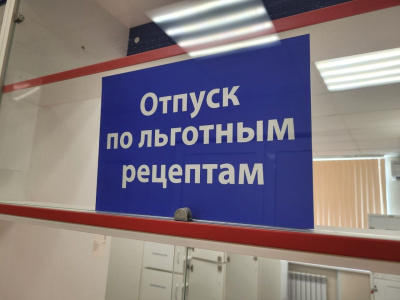 Отпуск
по льготным
рецептам